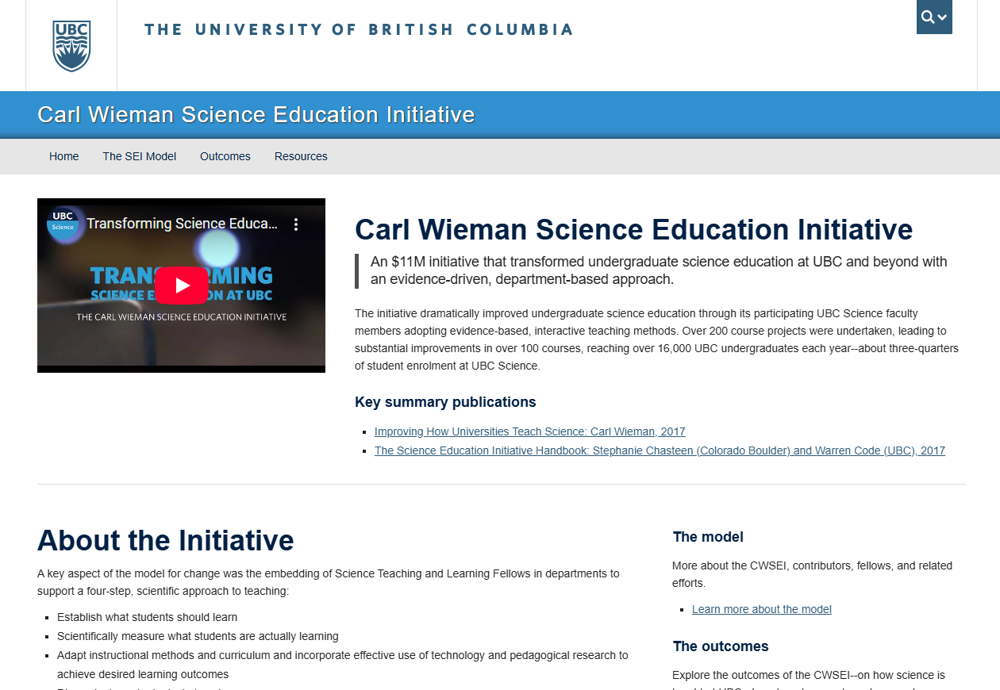 UBC
THE UNIVERSITY OF BRITISH COLUMBIA
Carl Wieman Science Education Initiative
Home
The SEI Model
Outcomes
Resources
UBC
Science
Transforming Science Educa...
THE CARL WIEMAN SCIENCE EDUCATION INITIATIVE
Carl Wieman Science Education Initiative
An $11M initiative that transformed undergraduate science education at UBC and beyond with
an evidence-driven, department-based approach.
The initiative dramatically improved undergraduate science education through its participating UBC Science faculty
members adopting evidence-based, interactive teaching methods. Over 200 course projects were undertaken, leading to
substantial improvements in over 100 courses, reaching over 16,000 UBC undergraduates each year--about three-quarters
of student enrolment at UBC Science.
Key summary publications
Improving How Universities Teach Science: Carl Wieman, 2017
The Science Education Initiative Handbook: Stephanie Chasteen (Colorado Boulder) and Warren Code (UBC), 2017
About the Initiative
A key aspect of the model for change was the embedding of Science Teaching and Learning Fellows in departments to
support a four-step, scientific approach to teaching:
Establish what students should learn
Scientifically measure what students are actually learning
Adapt instructional methods and curriculum and incorporate effective use of technology and pedagogical research to
achieve desired learning outcomes
The model
More about the CWSEI, contributors, fellows, and related
efforts.
Learn more about the model
The outcomes
Explore the outcomes of the CWSEI--on how science is